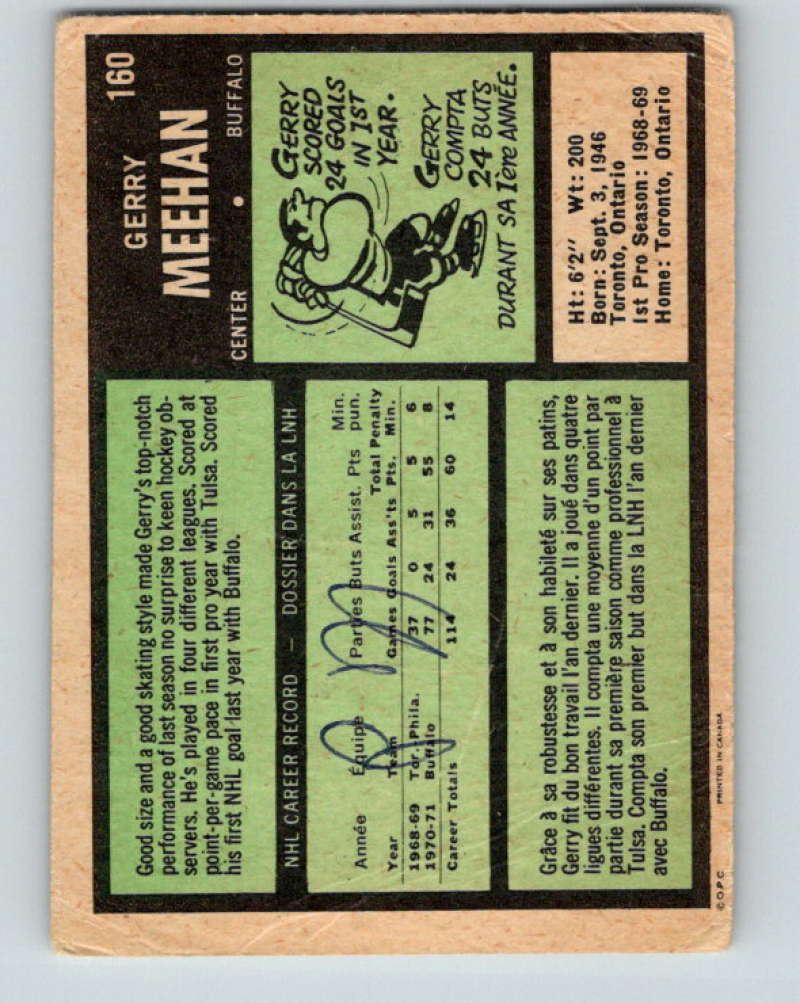 160
GERRY
MEEHAN
CENTER • BUFFALO
Good size and a good skating style made Gerry's top-notch
performance of last season no surprise to keen hockey ob-
servers. He's played in four different leagues. Scored at
point-per-game pace in first pro year with Tulsa. Scored
his first NHL goal last year with Buffalo.
GERRY
SCORED
24 GOALS
IN 1ST
YEAR.
GERRY
COMPTA
24 BUTS
DURANT SA 1ère ANNÉE.
NHL CAREER RECORD — DOSSIER DANS LA LNH
Min.
Année Équipe Parties Buts Assist. Pts pun.
Total Penalty
Year Team Games Goals Ass'ts Pts. Min.
1968-69 Tor. Phila. 37 0 5 5 6
1970-71 Buffalo 77 24 31 55 8
Career Totals 114 24 36 60 14
Ht: 6'2" Wt: 200
Born: Sept. 3, 1946
Toronto, Ontario
1st Pro Season: 1968-69
Home: Toronto, Ontario
Grâce à sa robustesse et à son habileté sur ses patins,
Gerry fit du bon travail l'an dernier. Il a joué dans quatre
ligues différentes. Il compta une moyenne d'un point par
partie durant sa première saison comme professionnel à
Tulsa. Compta son premier but dans la LNH l'an dernier
avec Buffalo.
© O.P.C. PRINTED IN CANADA